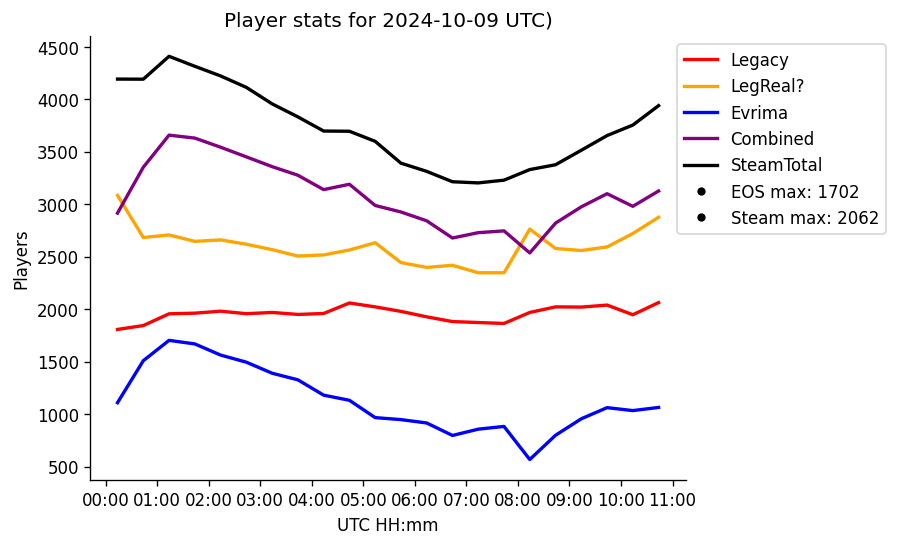 Player stats for 2024-10-09 UTC)
4500
4000
3500
3000
2500
2000
1500
1000
500
Players
00:00 01:00 02:00 03:00 04:00 05:00 06:00 07:00 08:00 09:00 10:00 11:00
UTC HH:mm
Legacy
LegReal?
Evrima
Combined
SteamTotal
EOS max: 1702
Steam max: 2062